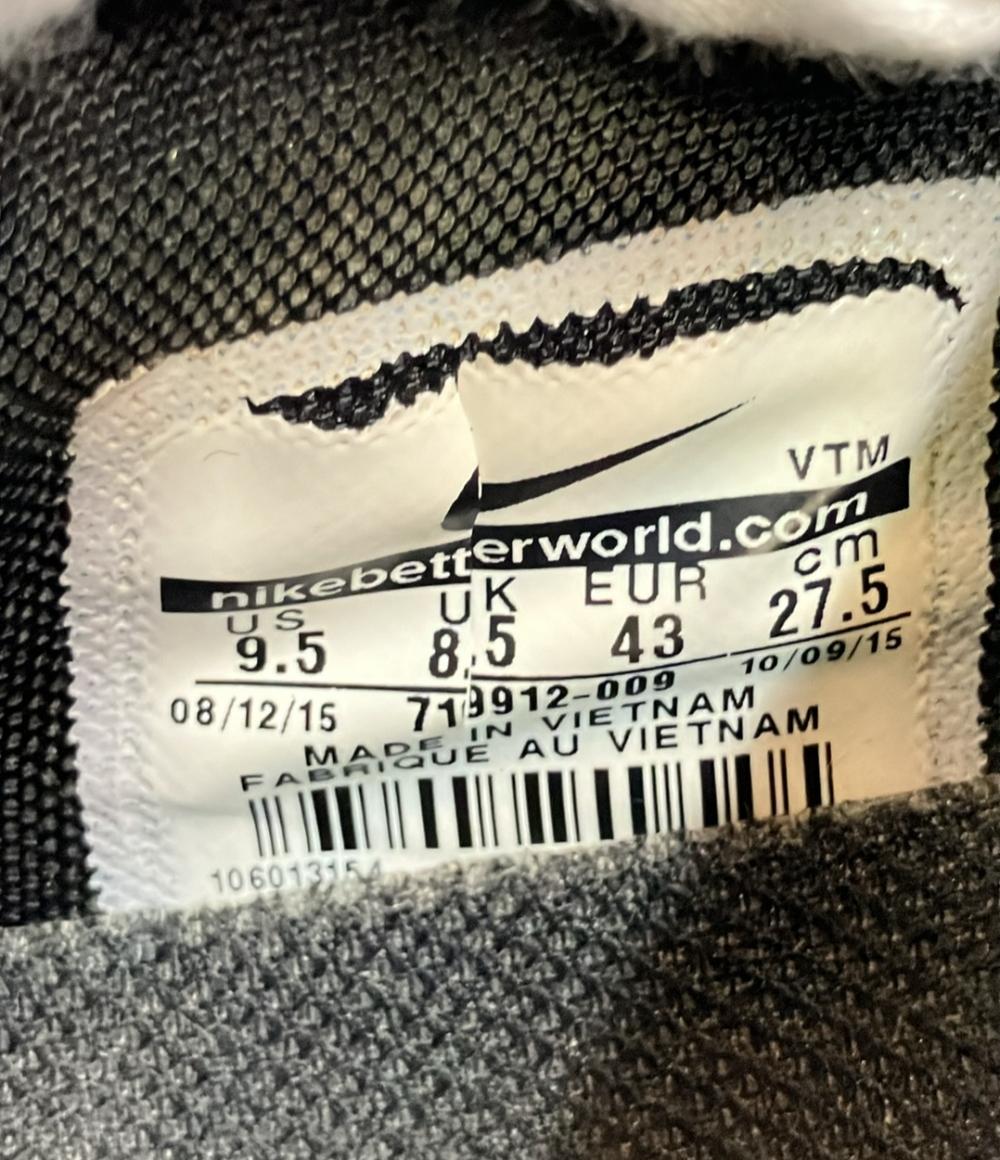 VTM
nikebetterworld.com
US UK EUR cm
9.5 8.5 43 27.5
08/12/15 719912-009 10/09/15
MADE IN VIETNAM
FABRIQUE AU VIETNAM
106013154